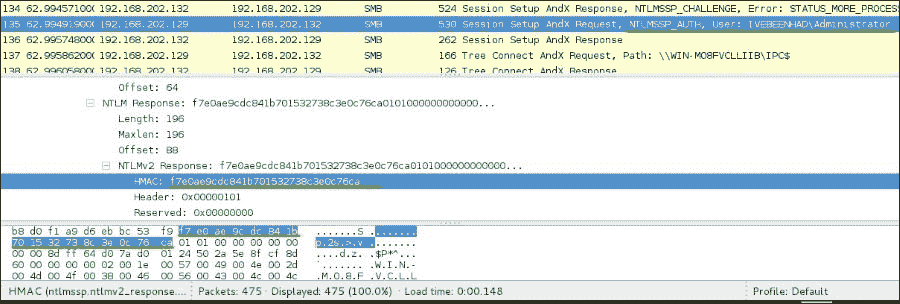 134 62.99457100( 192.168.202.132 192.168.202.129 SMB 524 Session Setup AndX Response, NTLMSSP_CHALLENGE, Error: STATUS_MORE_PROCES
135 62.99491900( 192.168.202.129 192.168.202.132 SMB 530 Session Setup AndX Request, NTLMSSP_AUTH, User: IVEBEENHAD\Administrator
136 62.99574800( 192.168.202.132 192.168.202.129 SMB 262 Session Setup AndX Response
137 62.99586200( 192.168.202.129 192.168.202.132 SMB 166 Tree Connect AndX Request, Path: \\WIN-MO8FVCLLIIB\IPC$
138 62.99605800( 192.168.202.132 192.168.202.129 SMB 126 Tree Connect AndX Response
Offset: 64
NTLM Response: f7e0ae9cdc841b701532738c3e0c76ca0101000000000000...
Length: 196
Maxlen: 196
Offset: 88
NTLMv2 Response: f7e0ae9cdc841b701532738c3e0c76ca0101000000000000...
HMAC: f7e0ae9cdc841b701532738c3e0c76ca
Header: 0x00000101
Reserved: 0x00000000
b8 d0 f1 a9 d6 eb bc 53 f9 f7 e0 ae 9c dc 84 1b .......S. .......
70 15 32 73 8c 3e 0c 76 ca 01 01 00 00 00 00 00 p.2s.>.v. .......
00 00 8d ff 64 d0 7a d0 01 24 50 2a 5e 8f cf 8d ....d.z. .$P*^...
60 00 00 00 00 02 00 1e 00 57 00 49 00 4e 00 2d ........ .W.I.N.-
00 4d 00 4f 00 38 00 46 00 56 00 43 00 4c 00 4c .M.O.8.F .V.C.L.L
HMAC (ntlmssp.ntlmv2_response.... Packets: 475 · Displayed: 475 (100.0%) · Load time: 0:00.148 Profile: Default